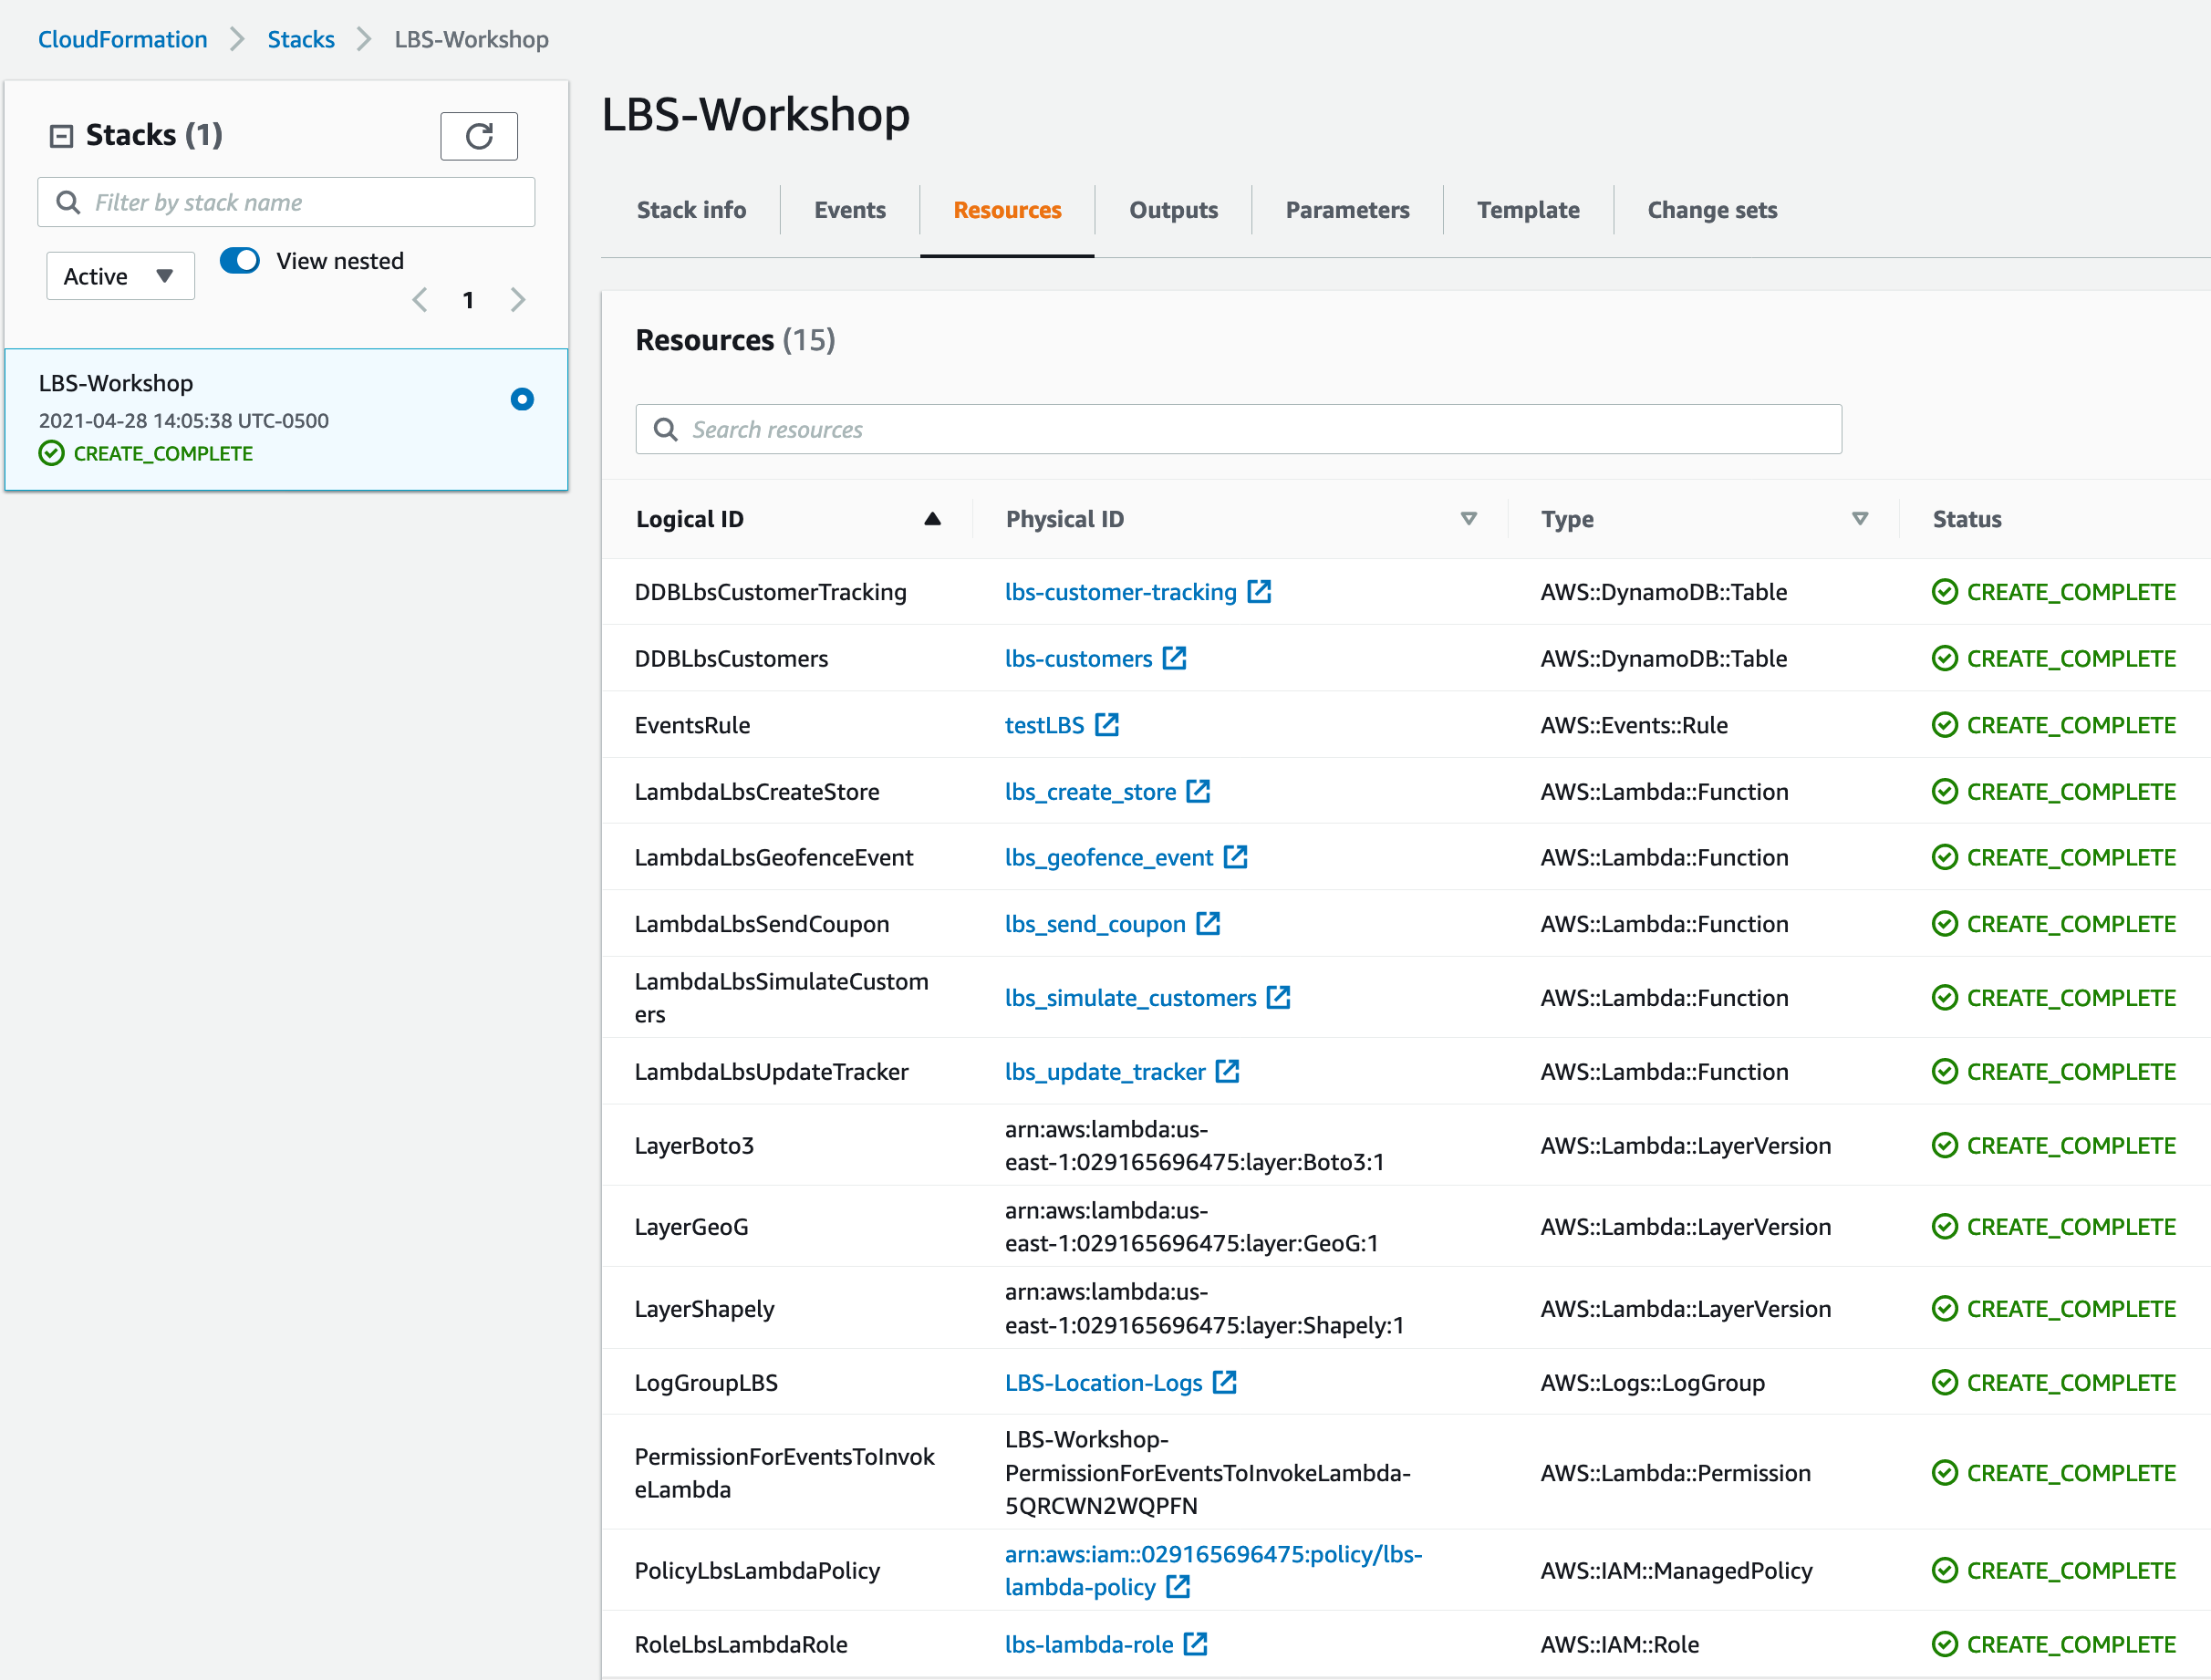 CloudFormation > Stacks > LBS-Workshop
Stacks (1)
Filter by stack name
Active
View nested
1
LBS-Workshop
2021-04-28 14:05:38 UTC-0500
CREATE_COMPLETE
LBS-Workshop
Stack info Events Resources Outputs Parameters Template Change sets
Resources (15)
Search resources
Logical ID Physical ID Type Status
DDBLbsCustomerTracking lbs-customer-tracking AWS::DynamoDB::Table CREATE_COMPLETE
DDBLbsCustomers lbs-customers AWS::DynamoDB::Table CREATE_COMPLETE
EventsRule testLBS AWS::Events::Rule CREATE_COMPLETE
LambdaLbsCreateStore lbs_create_store AWS::Lambda::Function CREATE_COMPLETE
LambdaLbsGeofenceEvent lbs_geofence_event AWS::Lambda::Function CREATE_COMPLETE
LambdaLbsSendCoupon lbs_send_coupon AWS::Lambda::Function CREATE_COMPLETE
LambdaLbsSimulateCustom
ers
lbs_simulate_customers AWS::Lambda::Function CREATE_COMPLETE
LambdaLbsUpdateTracker lbs_update_tracker AWS::Lambda::Function CREATE_COMPLETE
LayerBoto3
arn:aws:lambda:us-
east-1:029165696475:layer:Boto3:1
AWS::Lambda::LayerVersion CREATE_COMPLETE
LayerGeoG
arn:aws:lambda:us-
east-1:029165696475:layer:GeoG:1
AWS::Lambda::LayerVersion CREATE_COMPLETE
LayerShapely
arn:aws:lambda:us-
east-1:029165696475:layer:Shapely:1
AWS::Lambda::LayerVersion CREATE_COMPLETE
LogGroupLBS LBS-Location-Logs AWS::Logs::LogGroup CREATE_COMPLETE
PermissionForEventsToInvok
eLambda
LBS-Workshop-
PermissionForEventsToInvokeLambda-
5QRCWN2WQPFN
AWS::Lambda::Permission CREATE_COMPLETE
PolicyLbsLambdaPolicy
arn:aws:iam::029165696475:policy/lbs-
lambda-policy
AWS::IAM::ManagedPolicy CREATE_COMPLETE
RoleLbsLambdaRole lbs-lambda-role AWS::IAM::Role CREATE_COMPLETE